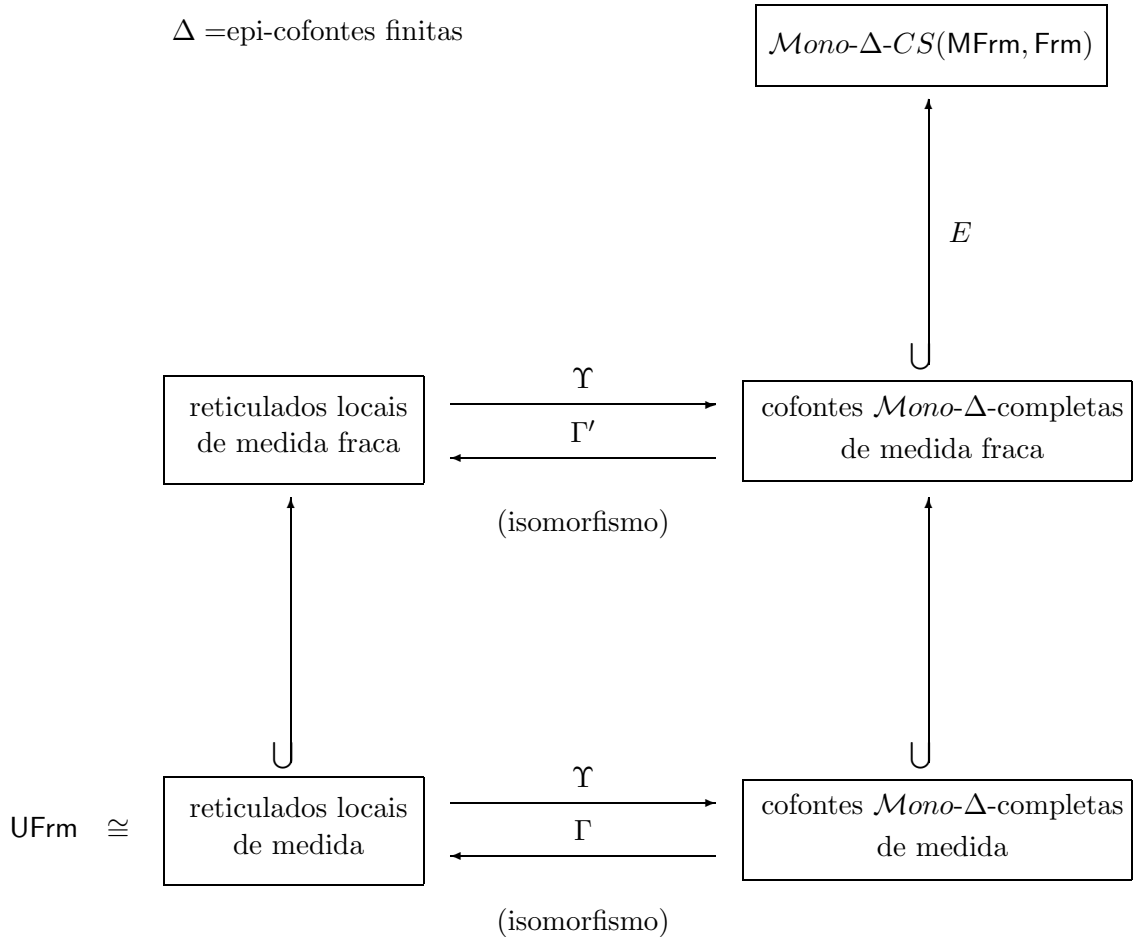 Δ =epi-cofontes finitas
Mono-Δ-CS(MFrm, Frm)
E
reticulados locais
de medida fraca
Υ
Γ′
(isomorfismo)
cofontes Mono-Δ-completas
de medida fraca
UFrm ≅
reticulados locais
de medida
Υ
Γ
(isomorfismo)
cofontes Mono-Δ-completas
de medida